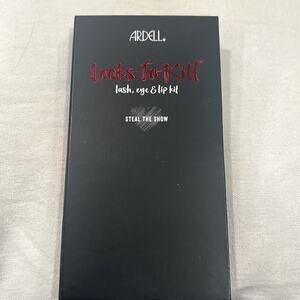 ARDELL®
Looks To Kill
lash, eye & lip kit
STEAL THE SHOW